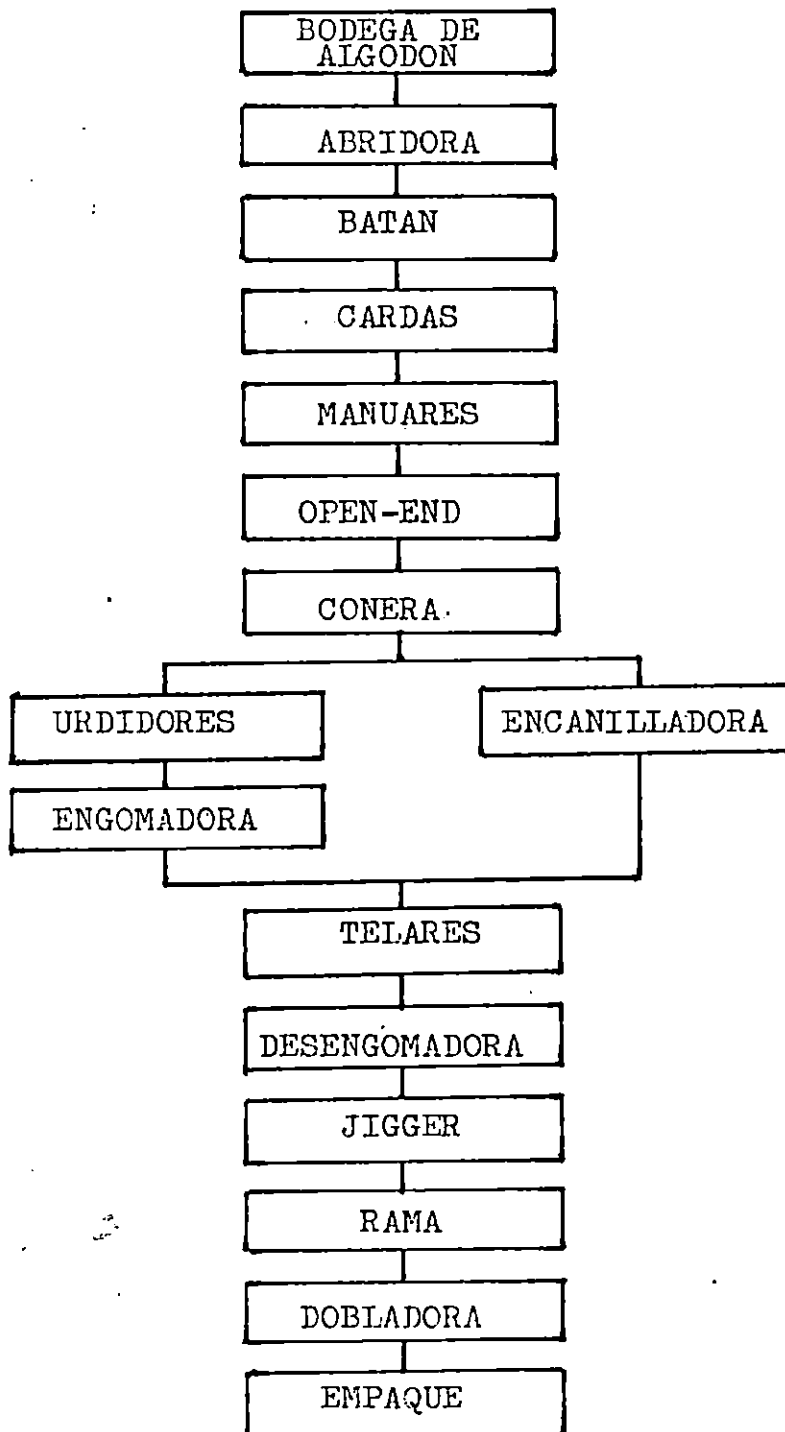 BODEGA DE
ALGODON
ABRIDORA
BATAN
CARDAS
MANUARES
OPEN-END
CONERA
URDIDORES
ENCANILLADORA
ENGOMADORA
TELARES
DESENGOMADORA
JIGGER
RAMA
DOBLADORA
EMPAQUE